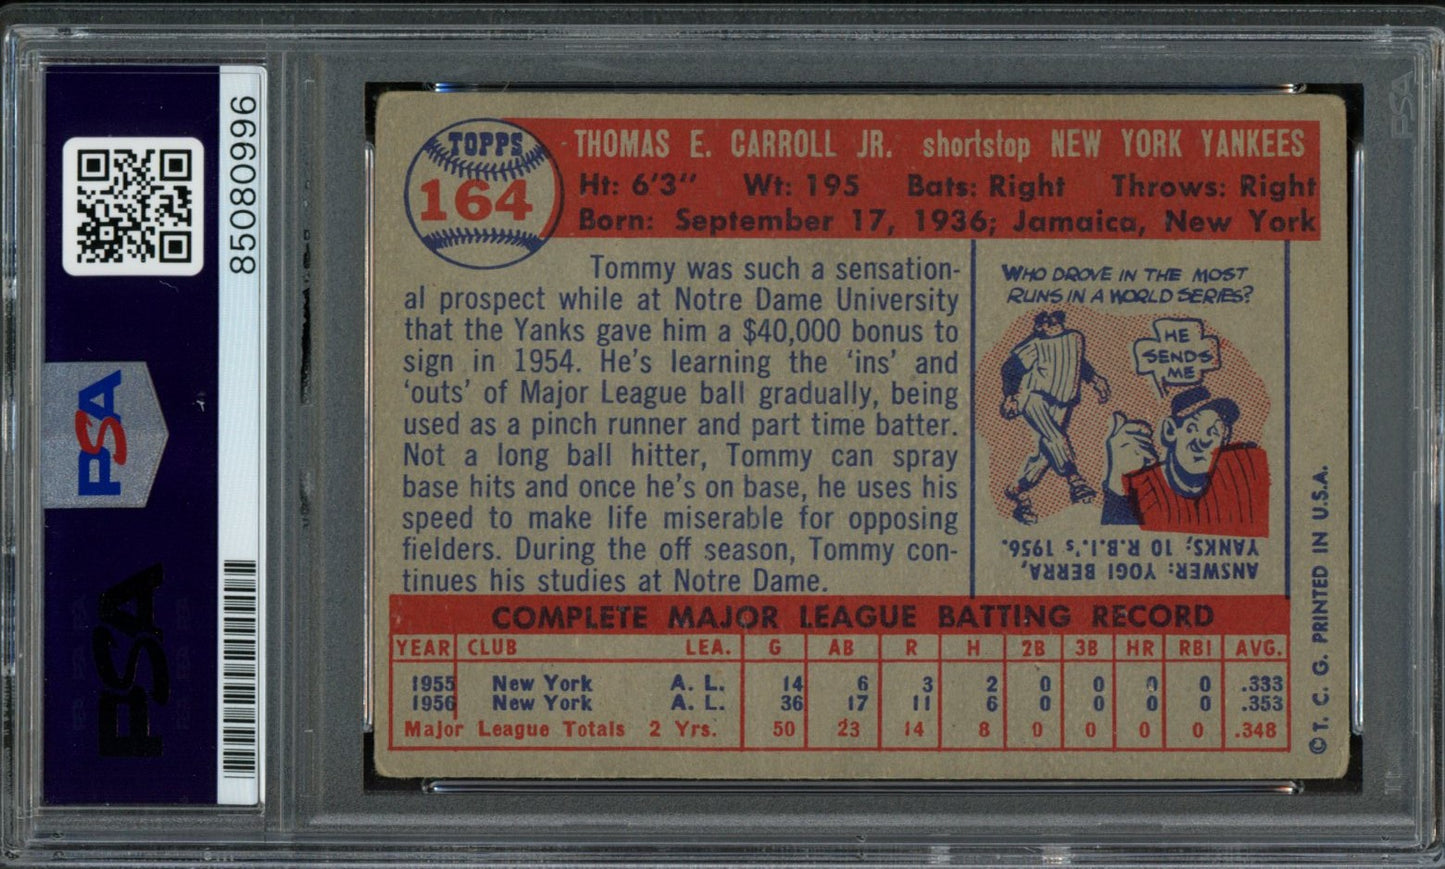 85080996
PSA
PSA
PSA
TOPPS
164
THOMAS E. CARROLL JR. shortstop NEW YORK YANKEES
Ht: 6'3" Wt: 195 Bats: Right Throws: Right
Born: September 17, 1936; Jamaica, New York
Tommy was such a sensation-
al prospect while at Notre Dame University
that the Yanks gave him a $40,000 bonus to
sign in 1954. He's learning the 'ins' and
'outs' of Major League ball gradually, being
used as a pinch runner and part time batter.
Not a long ball hitter, Tommy can spray
base hits and once he's on base, he uses his
speed to make life miserable for opposing
fielders. During the off season, Tommy con-
tinues his studies at Notre Dame.
WHO DROVE IN THE MOST
RUNS IN A WORLD SERIES?
HE
SENDS
ME
ANSWER: YOGI BERRA,
YANKS; 10 R.B.I.'s 1956.
COMPLETE MAJOR LEAGUE BATTING RECORD
YEAR CLUB LEA. G AB R H 2B 3B HR RBI AVG.
1955 New York A. L. 14 6 3 2 0 0 0 0 .333
1956 New York A. L. 36 17 11 6 0 0 0 0 .353
Major League Totals 2 Yrs. 50 23 14 8 0 0 0 0 .348
© T. C. G. PRINTED IN U.S.A.